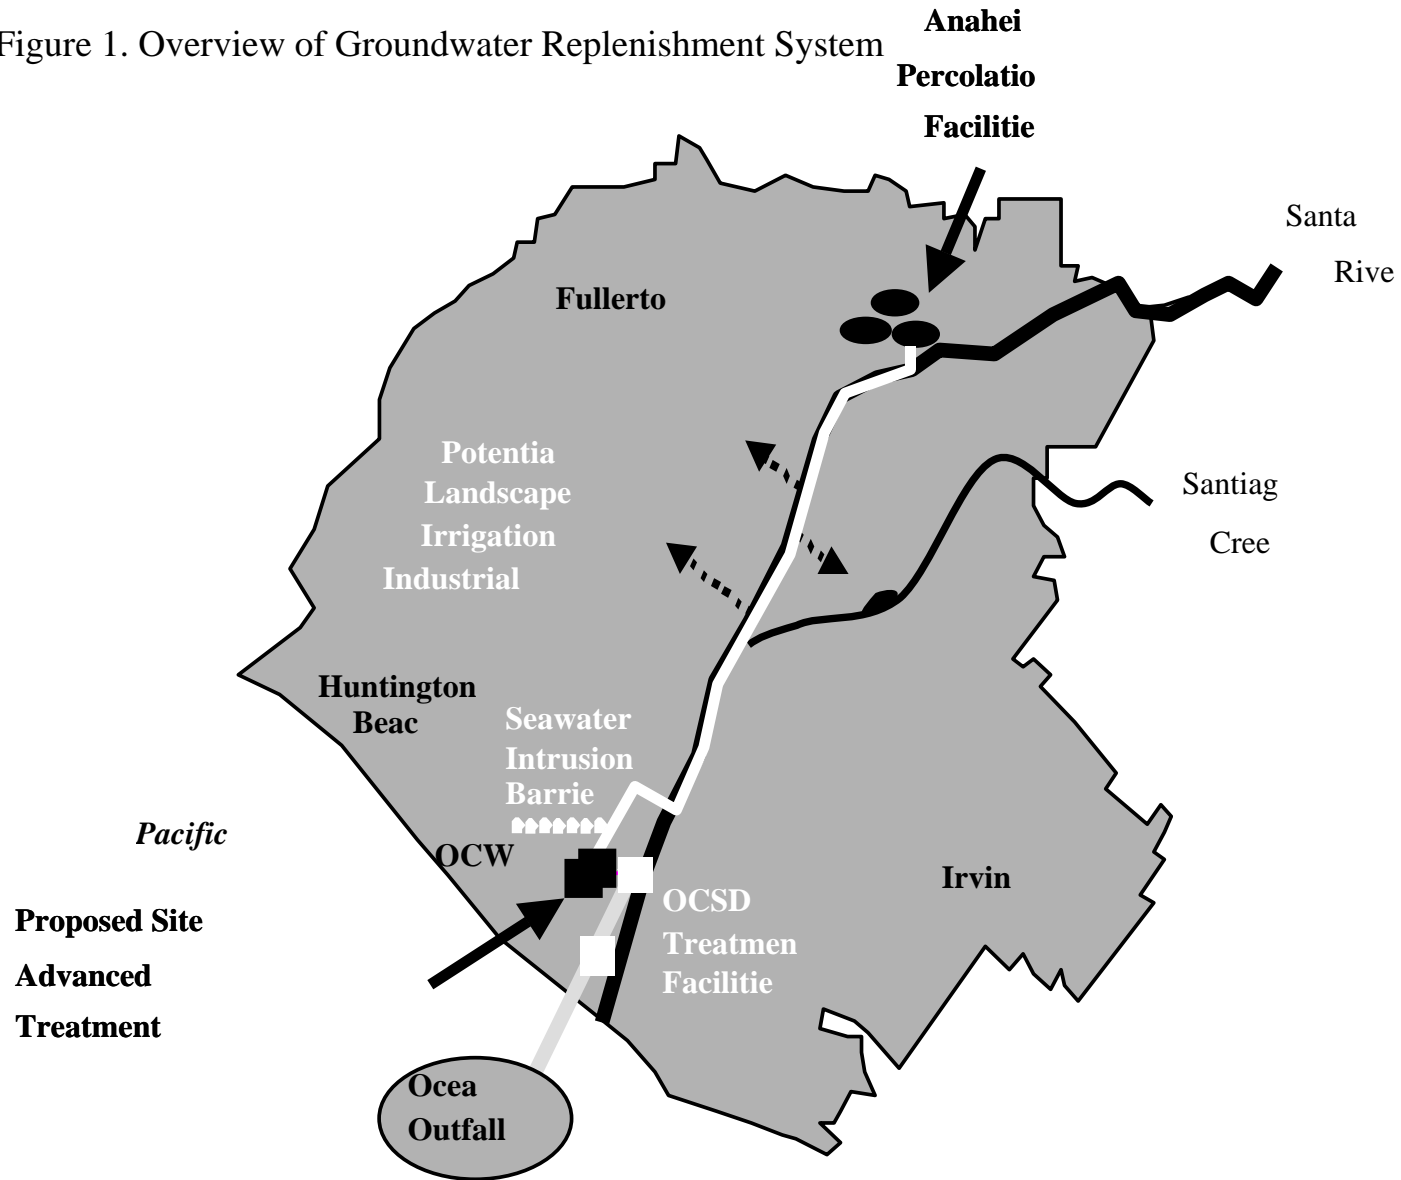 Figure 1. Overview of Groundwater Replenishment System
Anahei
Percolatio
Facilitie
Santa
Rive
Fullerto
Potentia
Landscape
Irrigation
Industrial
Santiag
Cree
Huntington
Beac
Seawater
Intrusion
Barrie
Pacific
OCW
Irvin
Proposed Site
Advanced
Treatment
OCSD
Treatmen
Facilitie
Ocea
Outfall